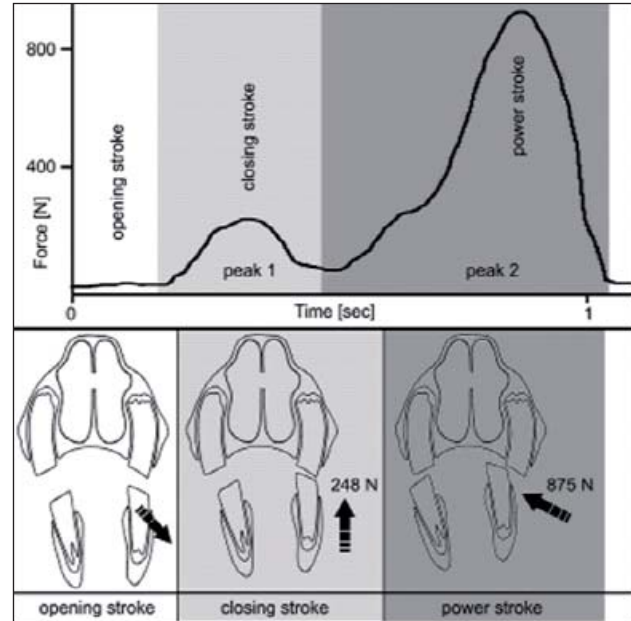 800
400
Force [N]
opening stroke
closing stroke
power stroke
peak 1
peak 2
0
Time [sec]
1
248 N
875 N
opening stroke
closing stroke
power stroke